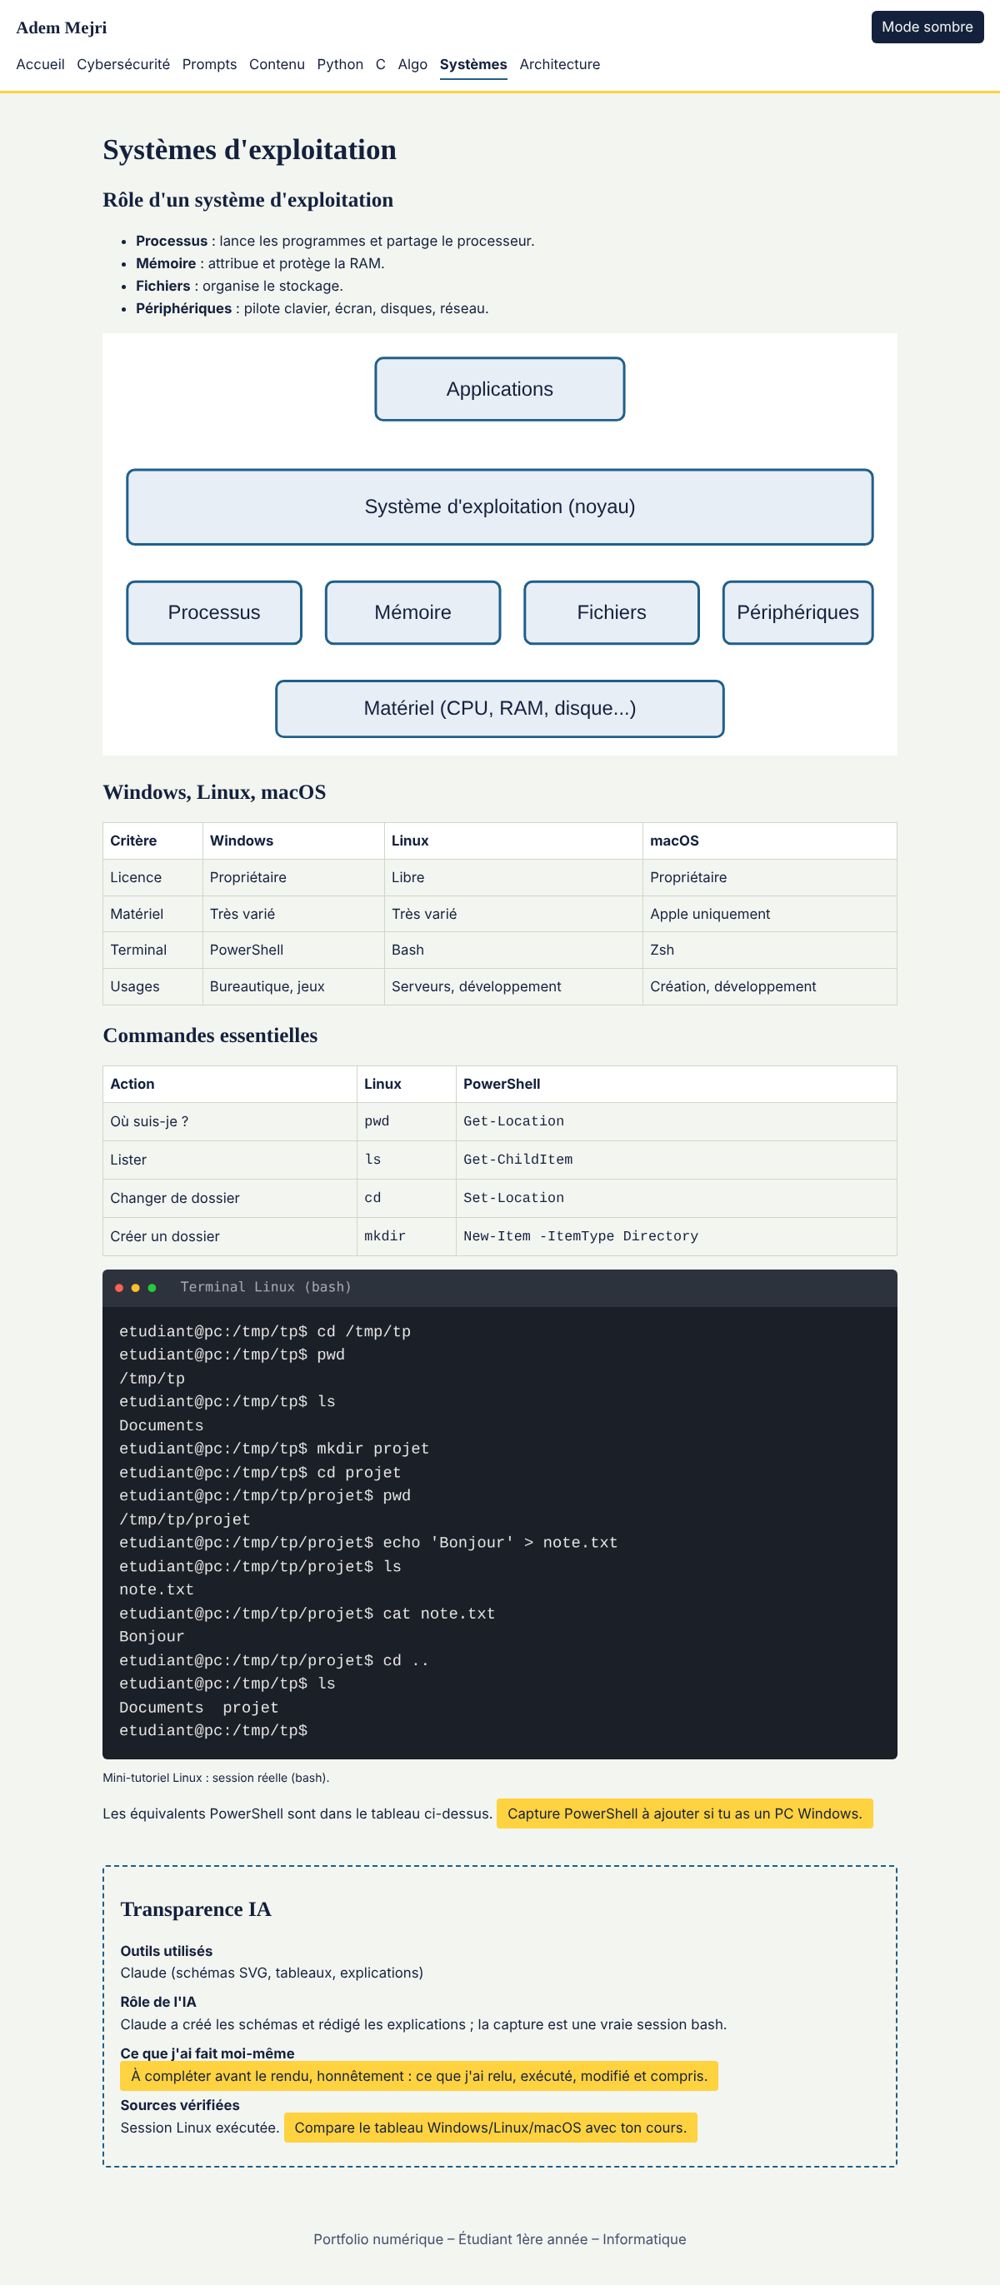 Adem Mejri
Mode sombre
Accueil Cybersécurité Prompts Contenu Python C Algo Systèmes Architecture
Systèmes d'exploitation
Rôle d'un système d'exploitation
• Processus : lance les programmes et partage le processeur.
• Mémoire : attribue et protège la RAM.
• Fichiers : organise le stockage.
• Périphériques : pilote clavier, écran, disques, réseau.
Applications
Système d'exploitation (noyau)
Processus Mémoire Fichiers Périphériques
Matériel (CPU, RAM, disque...)
Windows, Linux, macOS
Critère Windows Linux macOS
Licence Propriétaire Libre Propriétaire
Matériel Très varié Très varié Apple uniquement
Terminal PowerShell Bash Zsh
Usages Bureautique, jeux Serveurs, développement Création, développement
Commandes essentielles
Action Linux PowerShell
Où suis-je ? pwd Get-Location
Lister ls Get-ChildItem
Changer de dossier cd Set-Location
Créer un dossier mkdir New-Item -ItemType Directory
Terminal Linux (bash)
etudiant@pc:/tmp/tp$ cd /tmp/tp
etudiant@pc:/tmp/tp$ pwd
/tmp/tp
etudiant@pc:/tmp/tp$ ls
Documents
etudiant@pc:/tmp/tp$ mkdir projet
etudiant@pc:/tmp/tp$ cd projet
etudiant@pc:/tmp/tp/projet$ pwd
/tmp/tp/projet
etudiant@pc:/tmp/tp/projet$ echo 'Bonjour' > note.txt
etudiant@pc:/tmp/tp/projet$ ls
note.txt
etudiant@pc:/tmp/tp/projet$ cat note.txt
Bonjour
etudiant@pc:/tmp/tp/projet$ cd ..
etudiant@pc:/tmp/tp$ ls
Documents  projet
etudiant@pc:/tmp/tp$
Mini-tutoriel Linux : session réelle (bash).
Les équivalents PowerShell sont dans le tableau ci-dessus. Capture PowerShell à ajouter si tu as un PC Windows.
Transparence IA
Outils utilisés
Claude (schémas SVG, tableaux, explications)
Rôle de l'IA
Claude a créé les schémas et rédigé les explications ; la capture est une vraie session bash.
Ce que j'ai fait moi-même
À compléter avant le rendu, honnêtement : ce que j'ai relu, exécuté, modifié et compris.
Sources vérifiées
Session Linux exécutée. Compare le tableau Windows/Linux/macOS avec ton cours.
Portfolio numérique – Étudiant 1ère année – Informatique